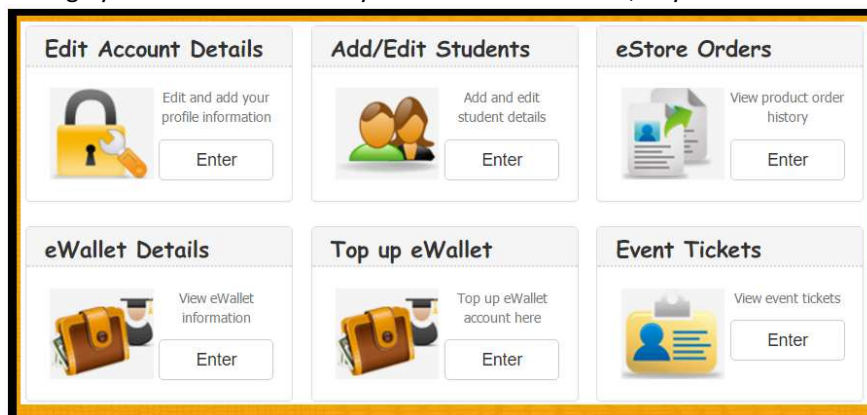 Edit Account Details
Edit and add your
profile information
Enter
Add/Edit Students
Add and edit
student details
Enter
eStore Orders
View product order
history
Enter
eWallet Details
View eWallet
information
Enter
Top up eWallet
Top up eWallet
account here
Enter
Event Tickets
View event tickets
Enter